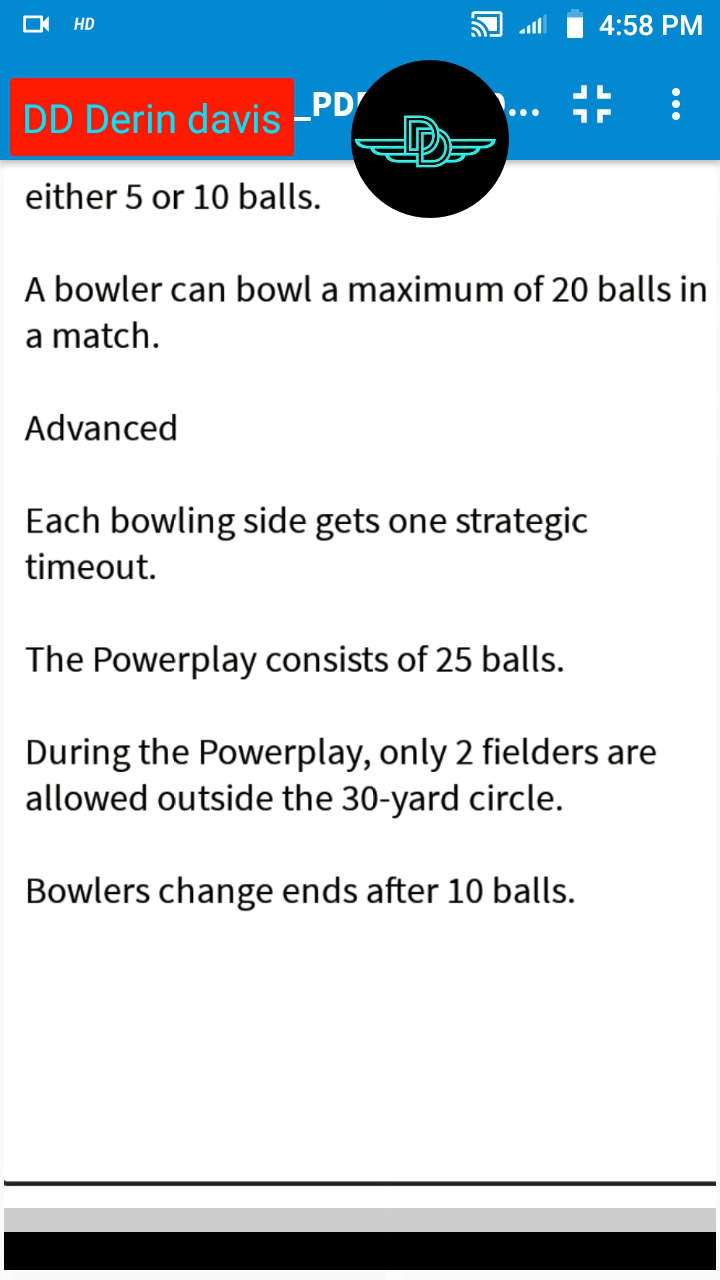 HD
4:58 PM
DD Derin davis _PD ...
either 5 or 10 balls.
A bowler can bowl a maximum of 20 balls in
a match.
Advanced
Each bowling side gets one strategic
timeout.
The Powerplay consists of 25 balls.
During the Powerplay, only 2 fielders are
allowed outside the 30-yard circle.
Bowlers change ends after 10 balls.